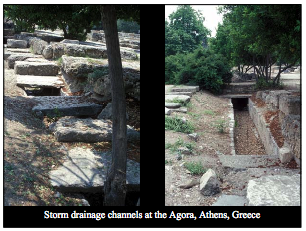 Storm drainage channels at the Agora, Athens, Greece